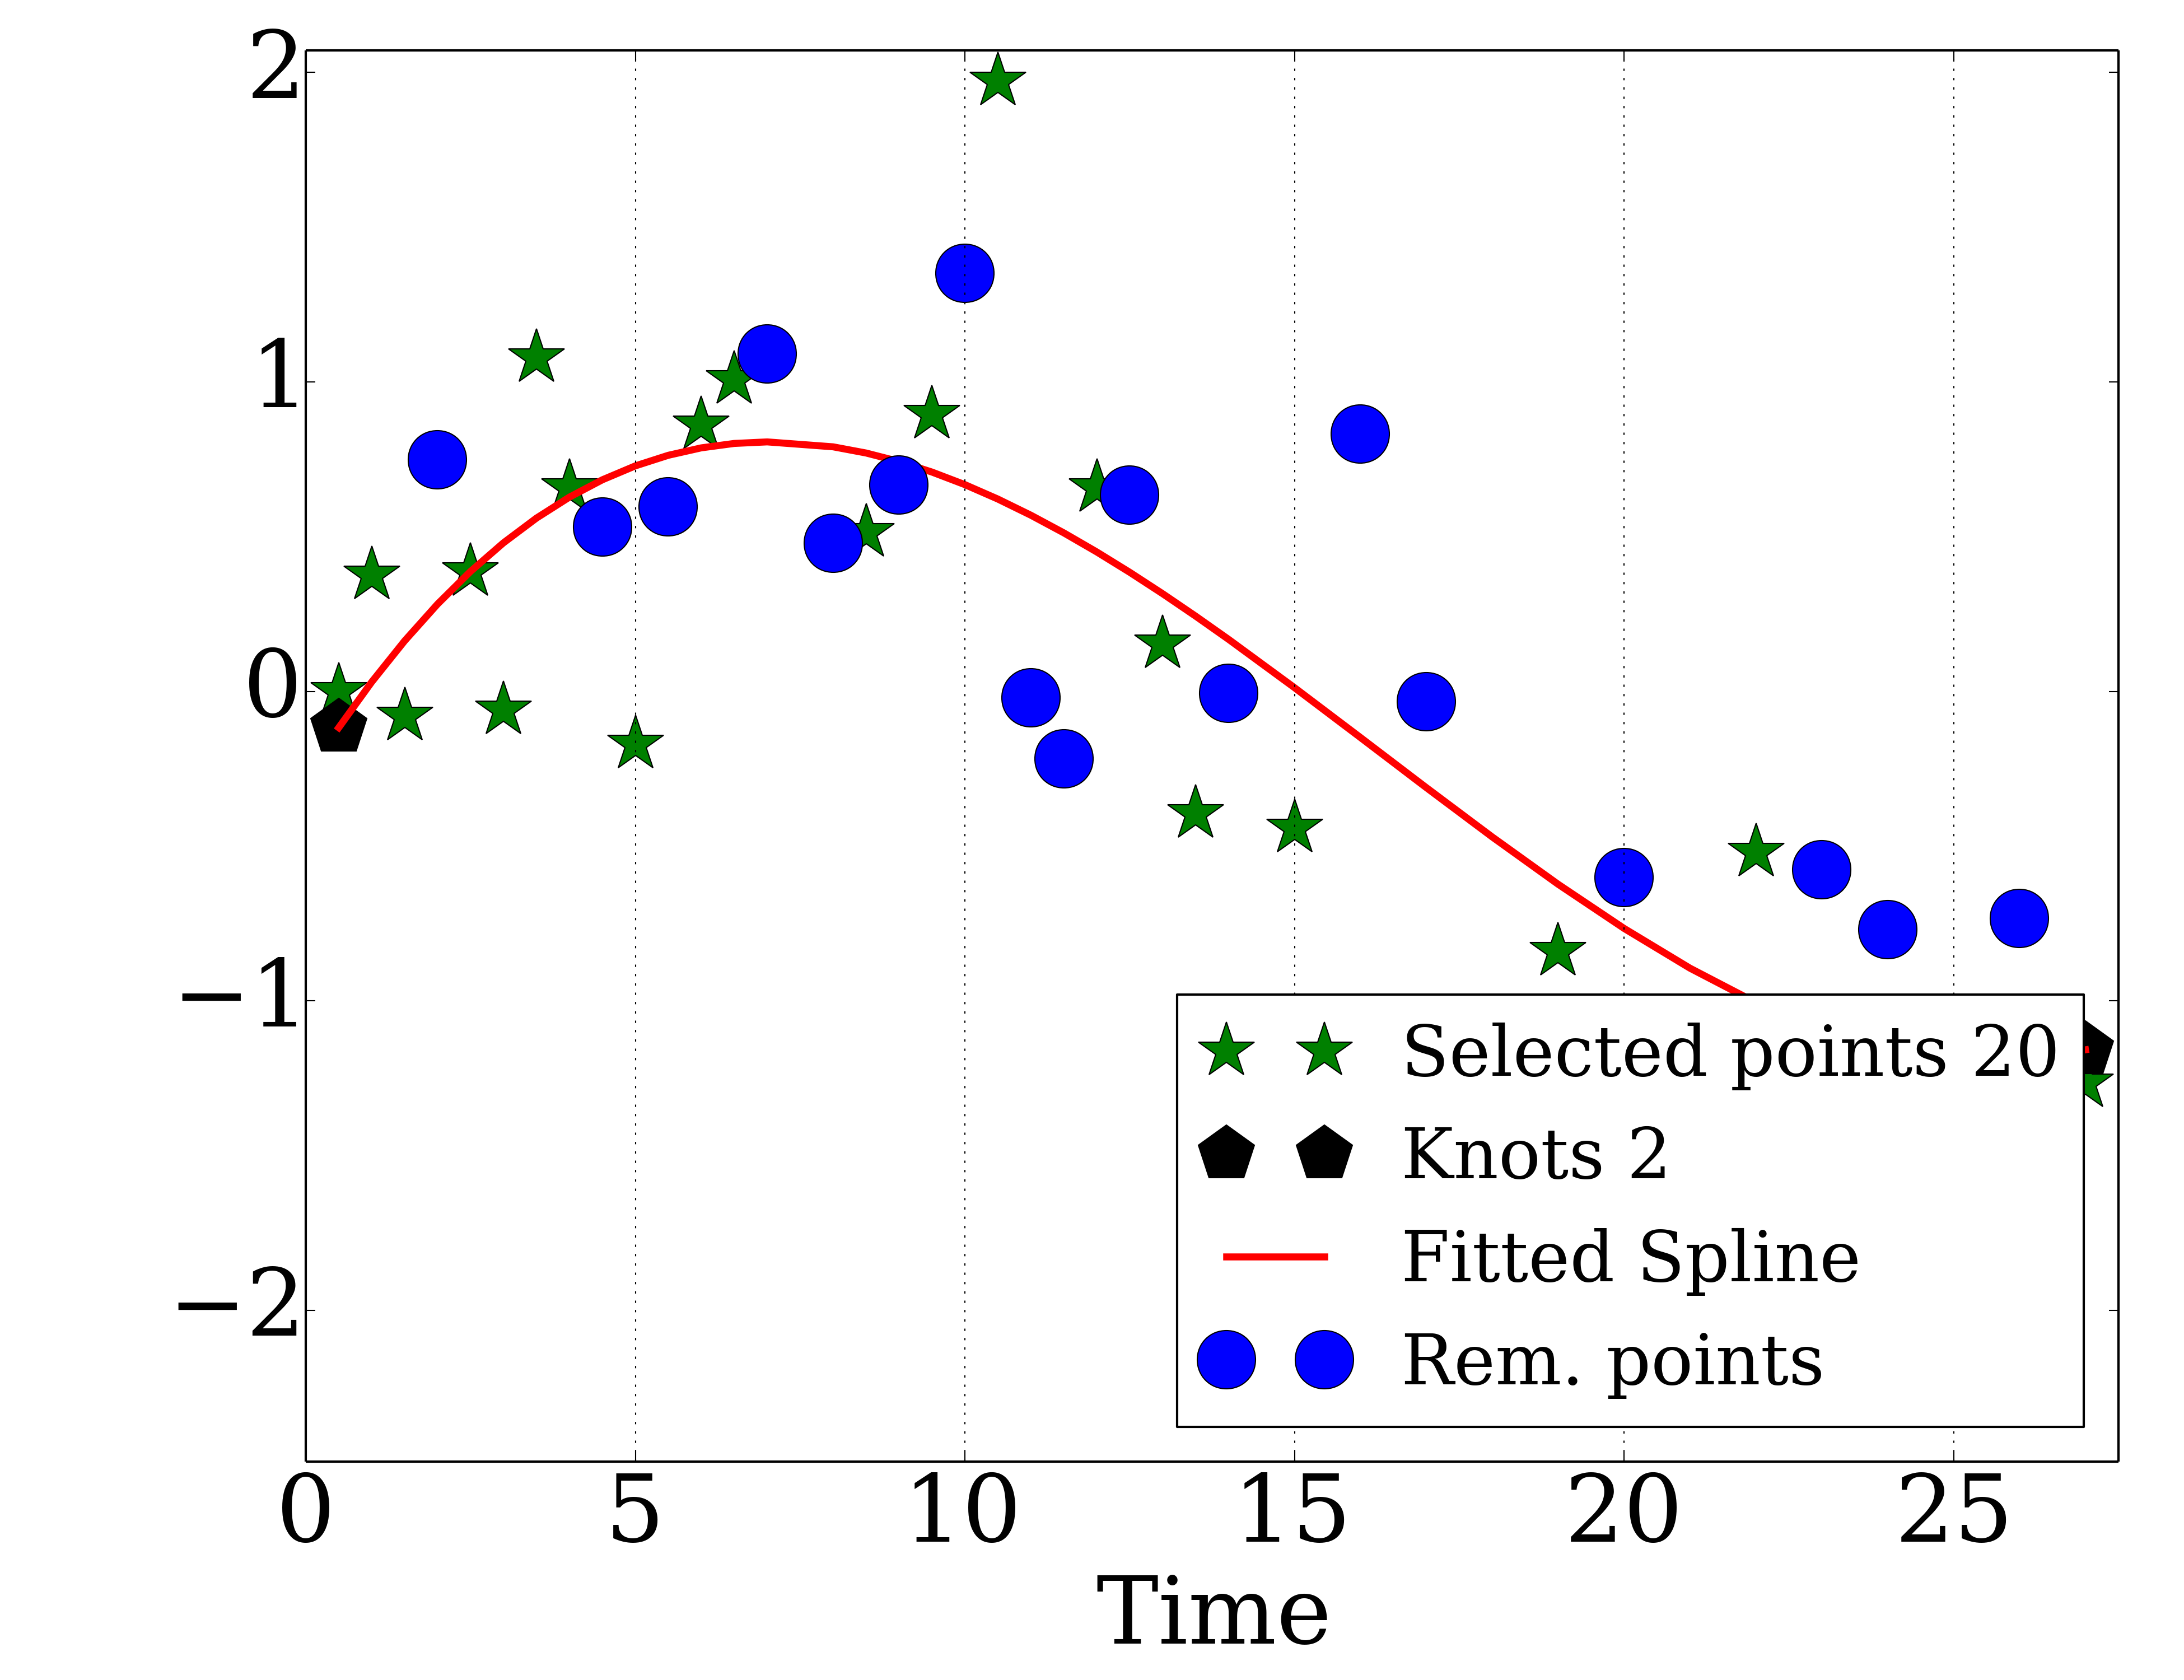 2
1
0
−1
−2
Selected points 20
Knots 2
Fitted Spline
Rem. points
0 5 10 15 20 25
Time